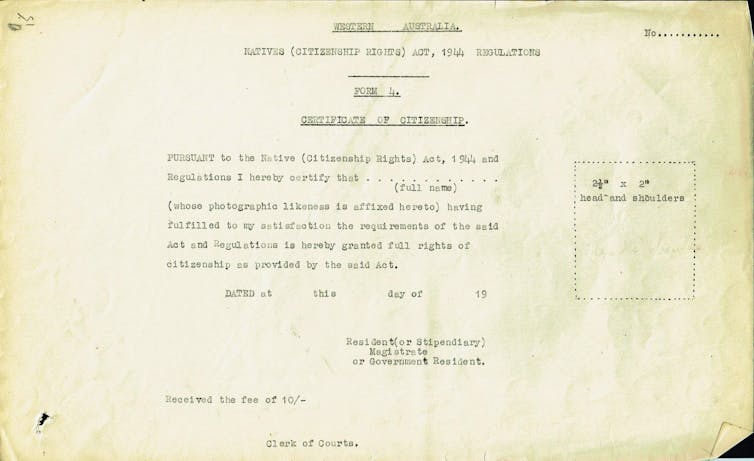 WESTERN AUSTRALIA.
No...........
NATIVES (CITIZENSHIP RIGHTS) ACT, 1944 REGULATIONS
FORM 4.
CERTIFICATE OF CITIZENSHIP.
PURSUANT to the Native (Citizenship Rights) Act, 1944 and
Regulations I hereby certify that . . . . . . . . . . . . .
(full name)
(whose photographic likeness is affixed hereto) having
fulfilled to my satisfaction the requirements of the said
Act and Regulations is hereby granted full rights of
citizenship as provided by the said Act.
2½" x 2"
head and shoulders
DATED at this day of 19
Resident(or Stipendiary)
Magistrate
or Government Resident.
Received the fee of 10/-
Clerk of Courts.